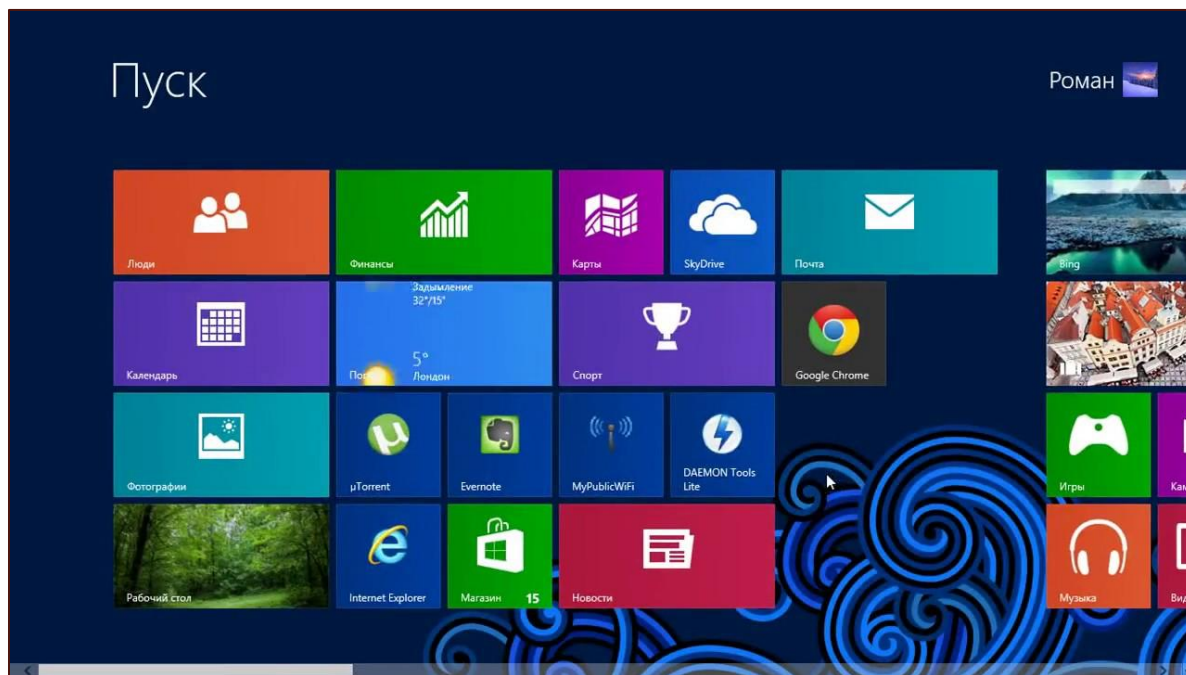 Пуск
Роман
Люди
Финансы
Карты
SkyDrive
Почта
Bing
Календарь
Задымление
32°/15°
5°
Лондон
Спорт
Google Chrome
Фотографии
µTorrent
Evernote
MyPublicWiFi
DAEMON Tools
Lite
Игры
Рабочий стол
Internet Explorer
Магазин 15
Новости
Музыка